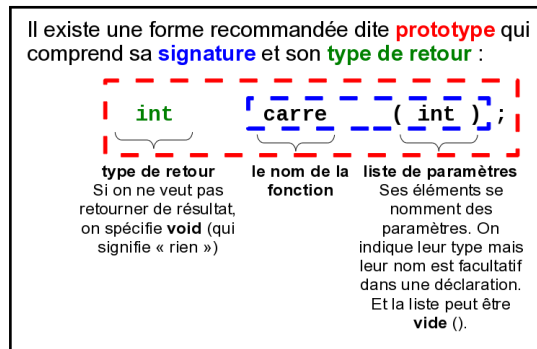 Il existe une forme recommandée dite prototype qui
comprend sa signature et son type de retour :
int carre ( int ) ;
type de retour
Si on ne veut pas
retourner de résultat,
on spécifie void (qui
signifie « rien »)
le nom de la
fonction
liste de paramètres
Ses éléments se
nomment des
paramètres. On
indique leur type mais
leur nom est facultatif
dans une déclaration.
Et la liste peut être
vide ().